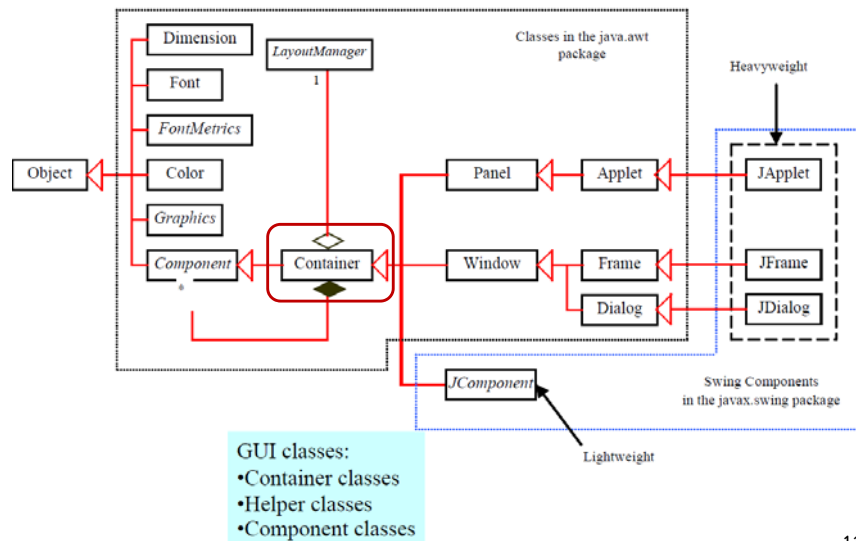 Dimension
LayoutManager
Classes in the java.awt
package
1
Heavyweight
Font
FontMetrics
Object
Color
Panel
Applet
JApplet
Graphics
Component
Container
Window
Frame
JFrame
Dialog
JDialog
JComponent
Swing Components
in the javax.swing package
Lightweight
GUI classes:
•Container classes
•Helper classes
•Component classes